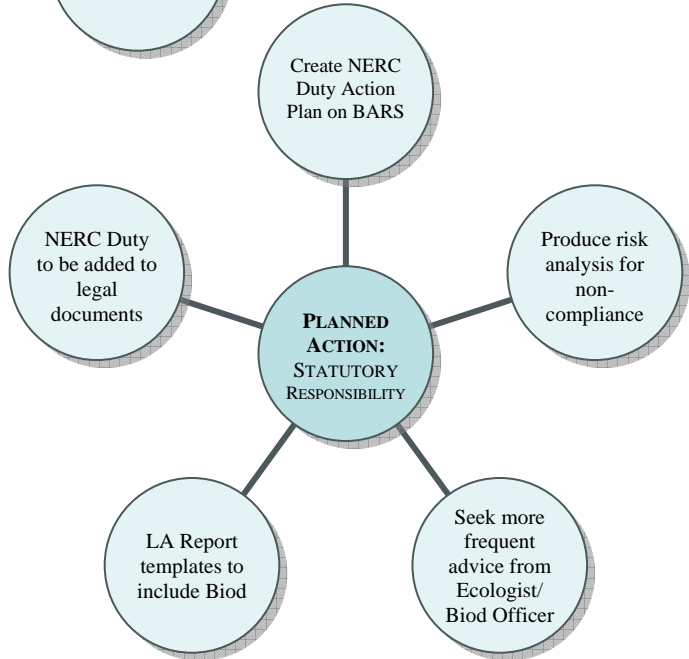 Create NERC
Duty Action
Plan on BARS
NERC Duty
to be added to
legal
documents
Produce risk
analysis for
non-
compliance
PLANNED
ACTION:
STATUTORY
RESPONSIBILITY
LA Report
templates to
include Biod
Seek more
frequent
advice from
Ecologist/
Biod Officer